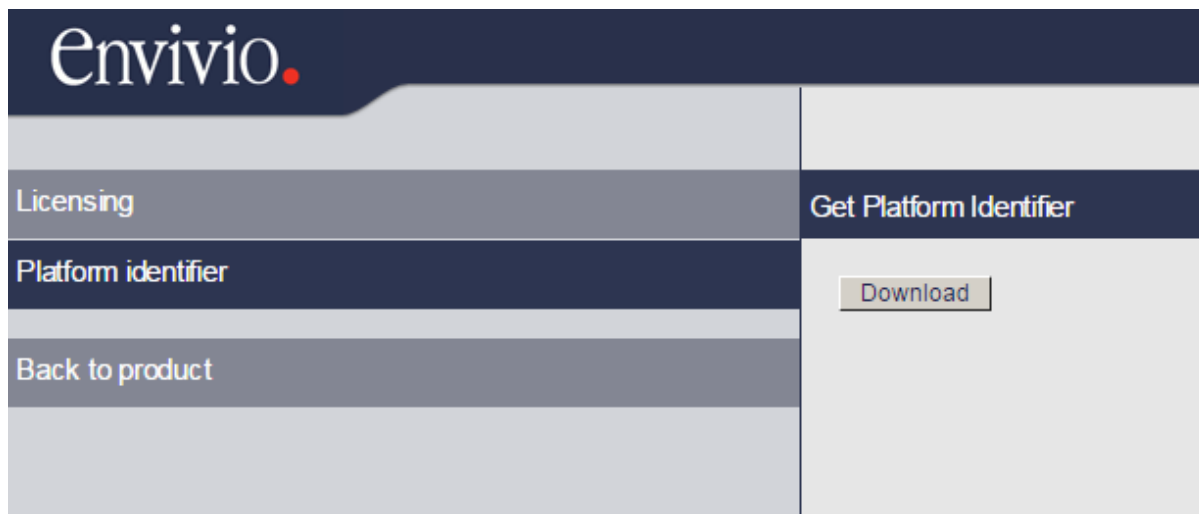 envivio.
Licensing
Platform identifier
Back to product
Get Platform Identifier
Download